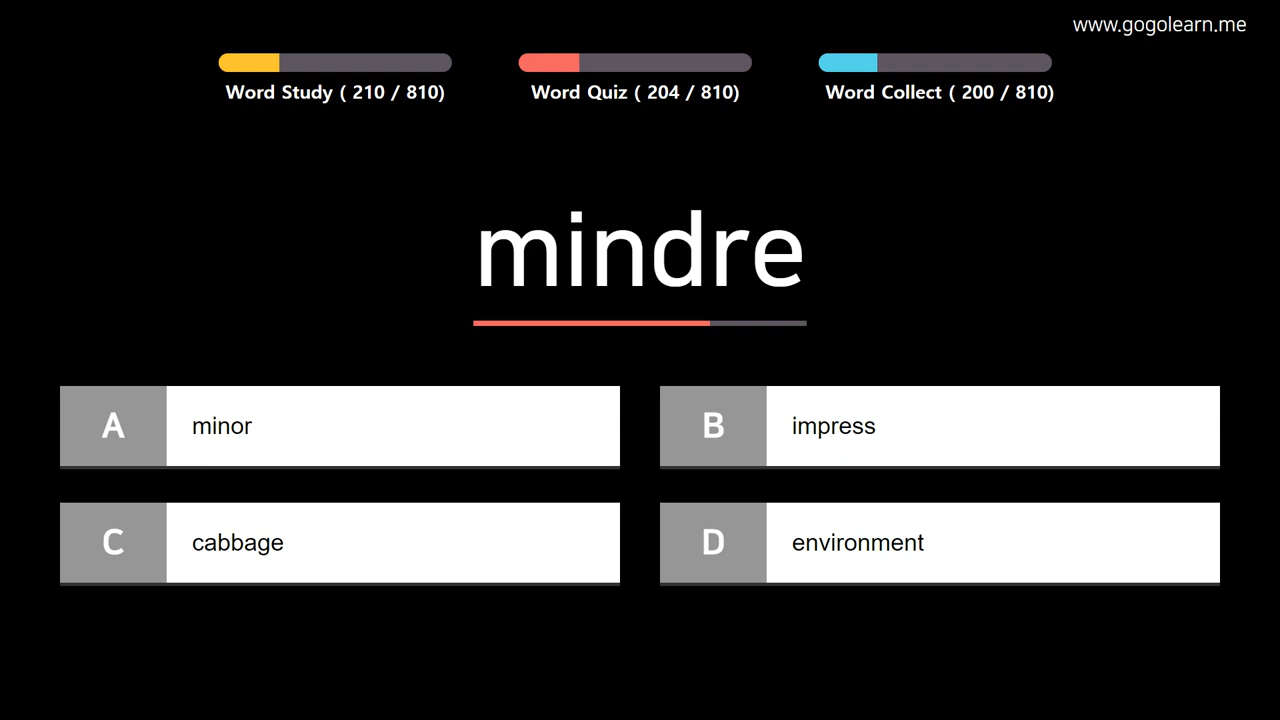 www.gogolearn.me
Word Study ( 210 / 810)
Word Quiz ( 204 / 810)
Word Collect ( 200 / 810)
mindre
A minor
B impress
C cabbage
D environment